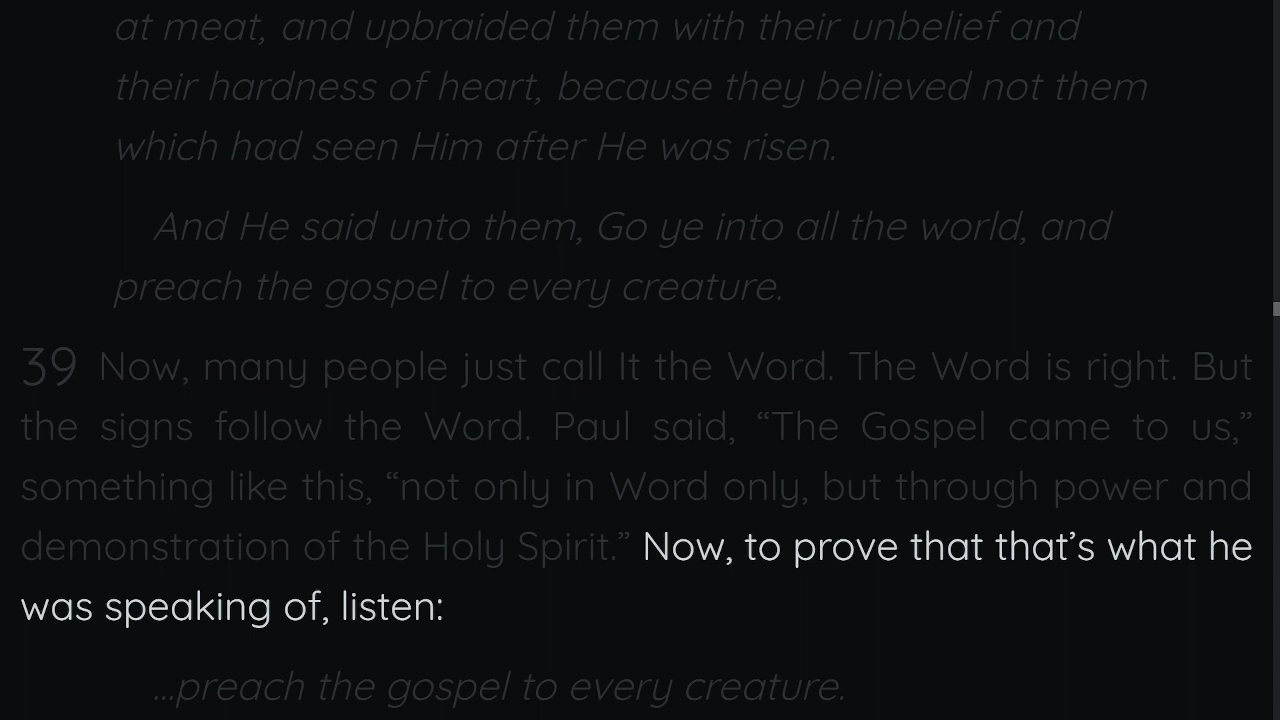 at meat, and upbraided them with their unbelief and
their hardness of heart, because they believed not them
which had seen Him after He was risen.
And He said unto them, Go ye into all the world, and
preach the gospel to every creature.
39 Now, many people just call It the Word. The Word is right. But
the signs follow the Word. Paul said, “The Gospel came to us,”
something like this, “not only in Word only, but through power and
demonstration of the Holy Spirit.” Now, to prove that that’s what he
was speaking of, listen:
...preach the gospel to every creature.